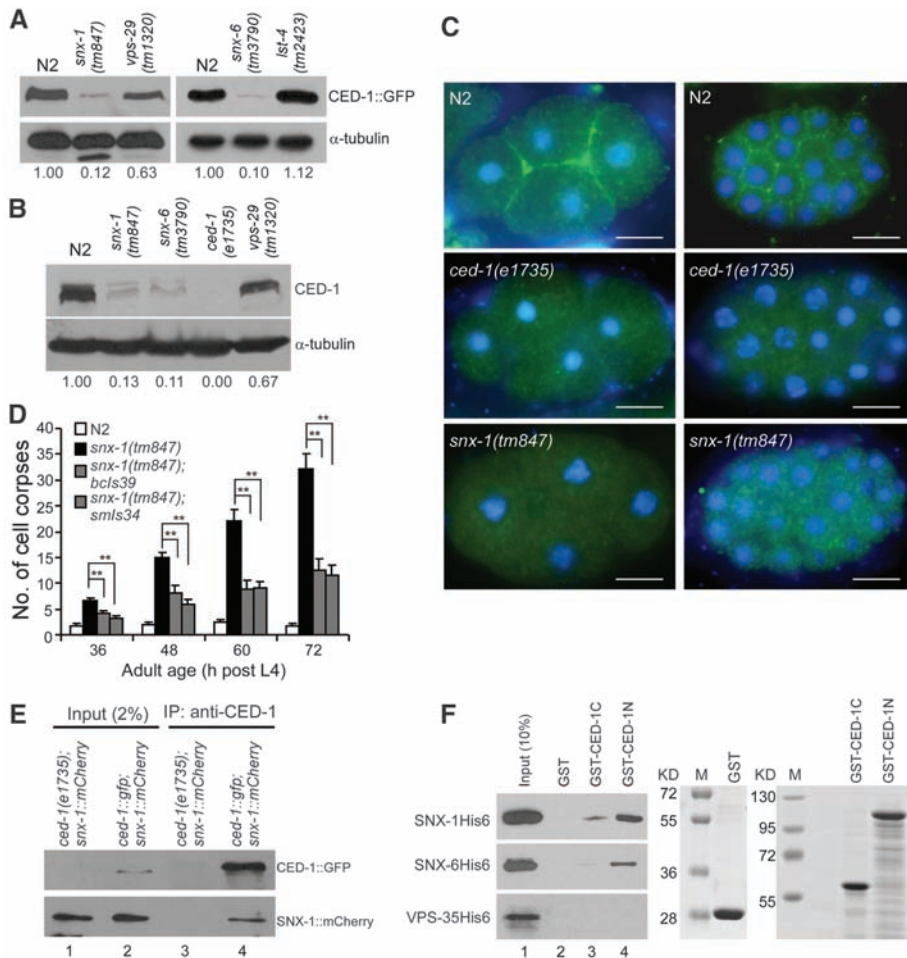 A
N2
snx-1
(tm847)
vps-29
(tm1320)
N2
snx-6
(tm3790)
lst-4
(tm2423)
CED-1::GFP
α-tubulin
1.00 0.12 0.63 1.00 0.10 1.12
B
N2
snx-1
(tm847)
snx-6
(tm3790)
ced-1
(e1735)
vps-29
(tm1320)
CED-1
α-tubulin
1.00 0.13 0.11 0.00 0.67
C
N2
N2
ced-1(e1735)
ced-1(e1735)
snx-1(tm847)
snx-1(tm847)
D
No. of cell corpses
40
35
30
25
20
15
10
5
0
N2
snx-1(tm847)
snx-1(tm847);
bcIs39
snx-1(tm847);
smIs34
**
**
**
**
**
**
**
**
36 48 60 72
Adult age (h post L4)
E
Input (2%) IP: anti-CED-1
ced-1(e1735);
snx-1::mCherry
ced-1::gfp;
snx-1::mCherry
ced-1(e1735);
snx-1::mCherry
ced-1::gfp;
snx-1::mCherry
CED-1::GFP
SNX-1::mCherry
1 2 3 4
F
Input (10%)
GST
GST-CED-1C
GST-CED-1N
SNX-1His6
SNX-6His6
VPS-35His6
1 2 3 4
KD M GST
72
55
36
28
KD M GST-CED-1C GST-CED-1N
130
95
72
55